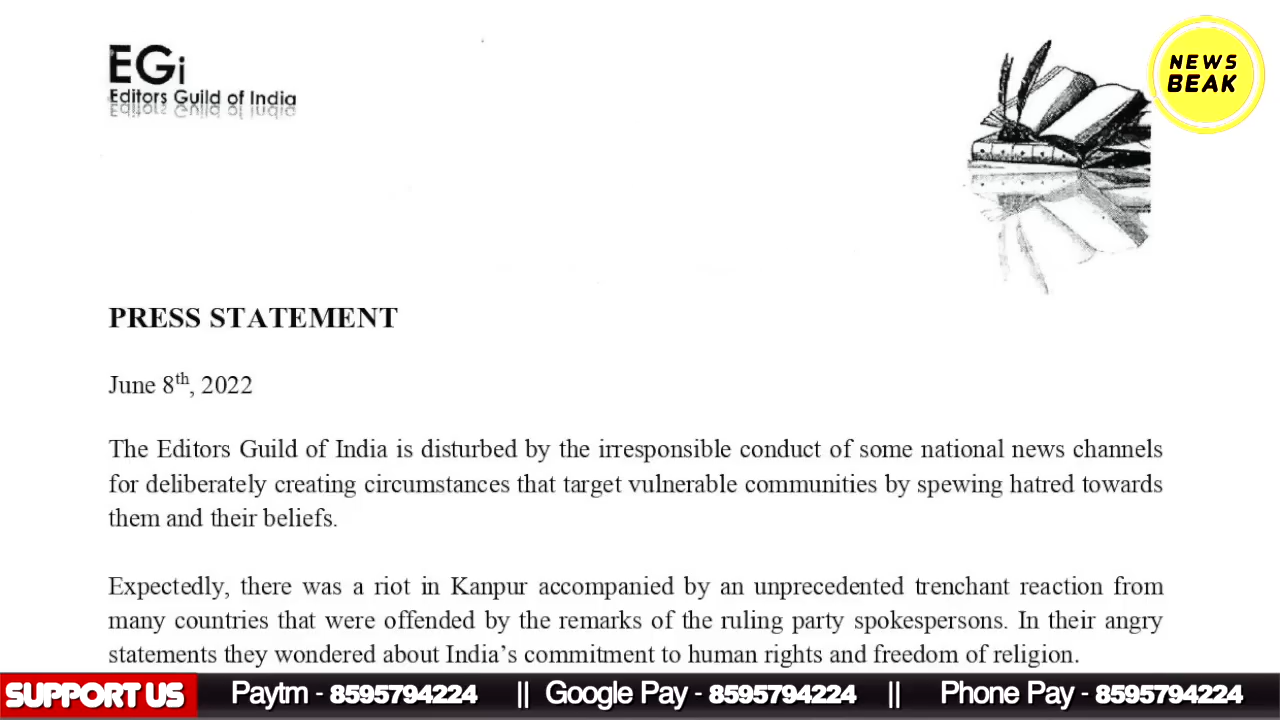 EGi
Editors Guild of India
NEWS
BEAK
PRESS STATEMENT
June 8th, 2022
The Editors Guild of India is disturbed by the irresponsible conduct of some national news channels
for deliberately creating circumstances that target vulnerable communities by spewing hatred towards
them and their beliefs.
Expectedly, there was a riot in Kanpur accompanied by an unprecedented trenchant reaction from
many countries that were offended by the remarks of the ruling party spokespersons. In their angry
statements they wondered about India's commitment to human rights and freedom of religion.
SUPPORT US Paytm - 8595794224 || Google Pay - 8595794224 || Phone Pay - 8595794224